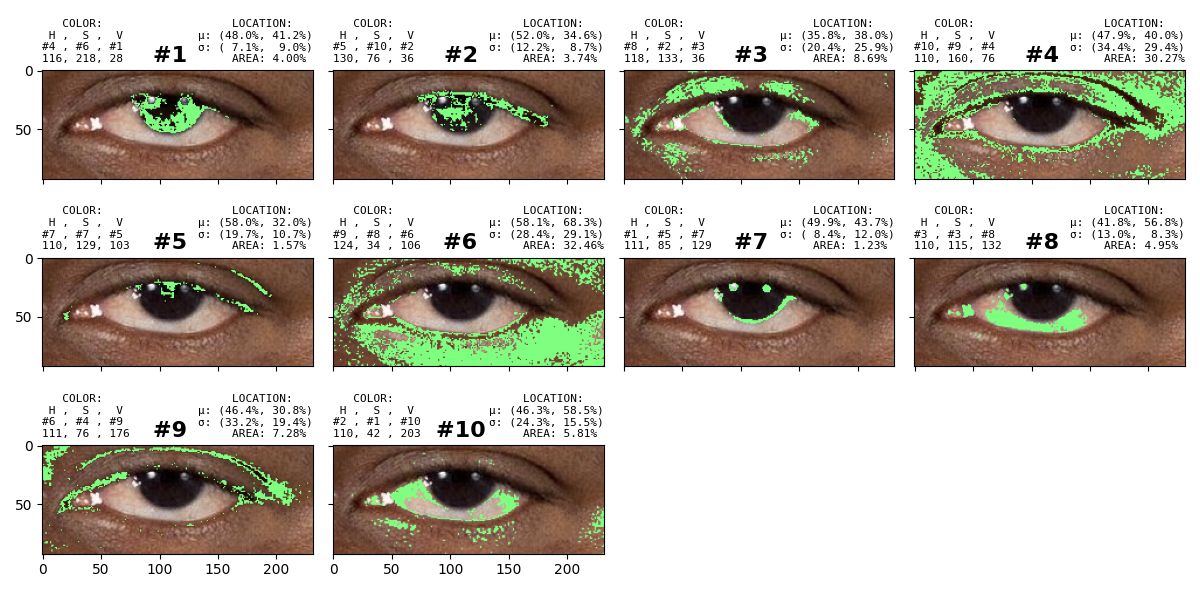 COLOR: LOCATION: COLOR: LOCATION: COLOR: LOCATION: COLOR: LOCATION:
H , S , V H , S , V H , S , V H , S , V
μ: (48.0%, 41.2%) μ: (52.0%, 34.6%) μ: (35.8%, 38.0%) μ: (47.9%, 40.0%)
#4 , #6 , #1 #1 σ: ( 7.1%, 9.0%) #5 , #10, #2 #2 σ: (12.2%, 8.7%) #8 , #2 , #3 #3 σ: (20.4%, 25.9%) #10, #9 , #4 #4 σ: (34.4%, 29.4%)
116, 218, 28 AREA: 4.00% 130, 76 , 36 AREA: 3.74% 118, 133, 36 AREA: 8.69% 110, 160, 76 AREA: 30.27%
0
50
COLOR: LOCATION: COLOR: LOCATION: COLOR: LOCATION: COLOR: LOCATION:
H , S , V H , S , V H , S , V H , S , V
μ: (58.0%, 32.0%) μ: (58.1%, 68.3%) μ: (49.9%, 43.7%) μ: (41.8%, 56.8%)
#7 , #7 , #5 #5 σ: (19.7%, 10.7%) #9 , #8 , #6 #6 σ: (28.4%, 29.1%) #1 , #5 , #7 #7 σ: ( 8.4%, 12.0%) #3 , #3 , #8 #8 σ: (13.0%, 8.3%)
110, 129, 103 AREA: 1.57% 124, 34 , 106 AREA: 32.46% 111, 85 , 129 AREA: 1.23% 110, 115, 132 AREA: 4.95%
0
50
COLOR: LOCATION: COLOR: LOCATION:
H , S , V H , S , V
μ: (46.4%, 30.8%) μ: (46.3%, 58.5%)
#6 , #4 , #9 #9 σ: (33.2%, 19.4%) #2 , #1 , #10 #10 σ: (24.3%, 15.5%)
111, 76 , 176 AREA: 7.28% 110, 42 , 203 AREA: 5.81%
0
50
0 50 100 150 200 0 50 100 150 200